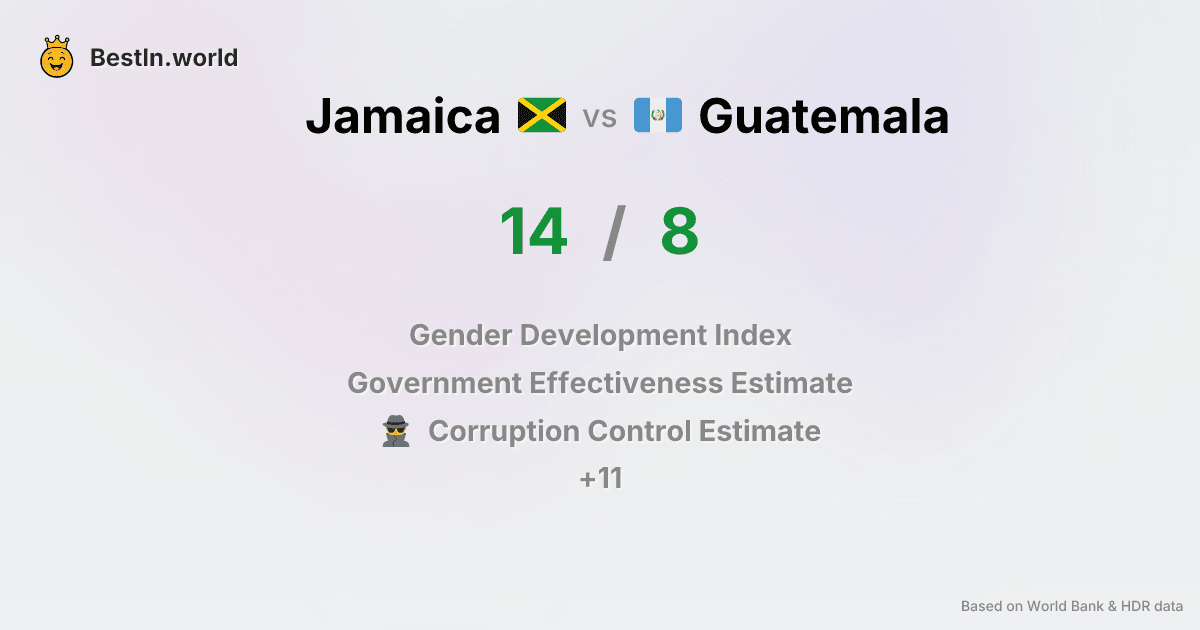 BestIn.world
Jamaica vs Guatemala
14 / 8
Gender Development Index
Government Effectiveness Estimate
Corruption Control Estimate
+11
Based on World Bank & HDR data